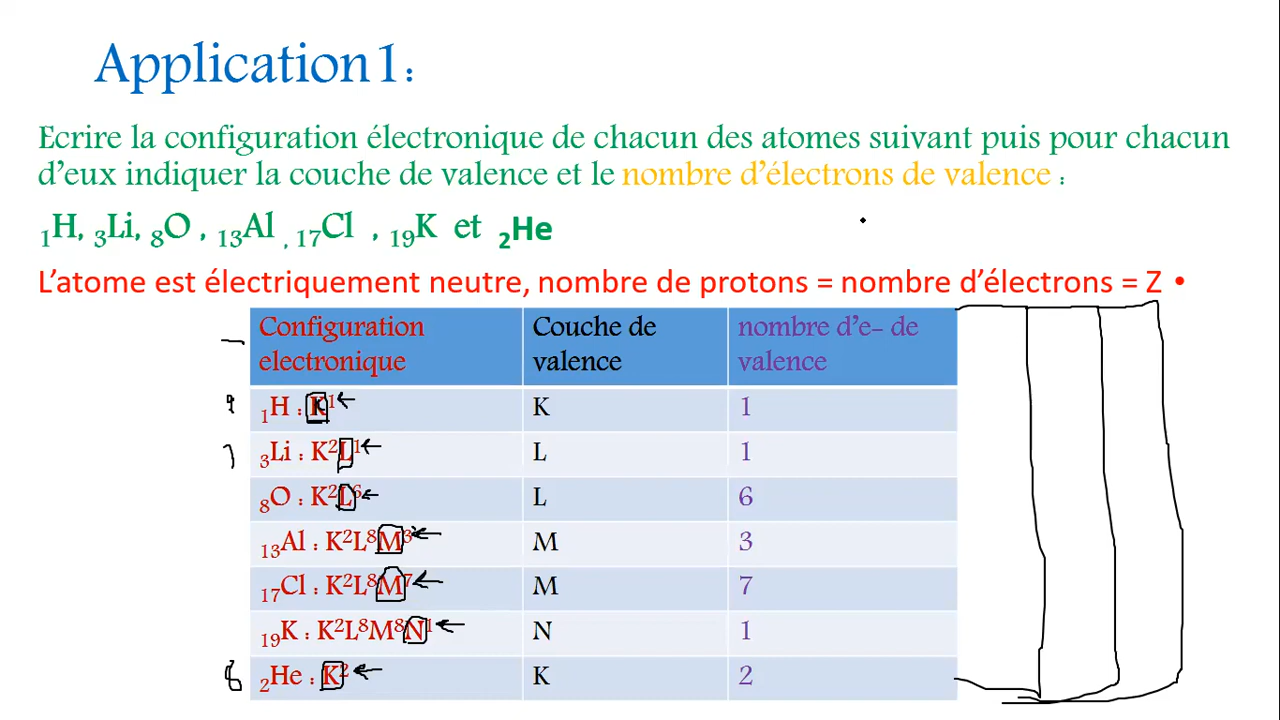 Application1:
Ecrire la configuration électronique de chacun des atomes suivant puis pour chacun
d'eux indiquer la couche de valence et le nombre d'électrons de valence :
₁H, ₃Li, ₈O , ₁₃Al , ₁₇Cl , ₁₉K et ₂He
L'atome est électriquement neutre, nombre de protons = nombre d'électrons = Z •
Configuration electronique | Couche de valence | nombre d'e- de valence
₁H : K¹ | K | 1
₃Li : K²L¹ | L | 1
₈O : K²L⁶ | L | 6
₁₃Al : K²L⁸M³ | M | 3
₁₇Cl : K²L⁸M⁷ | M | 7
₁₉K : K²L⁸M⁸N¹ | N | 1
₂He : K² | K | 2